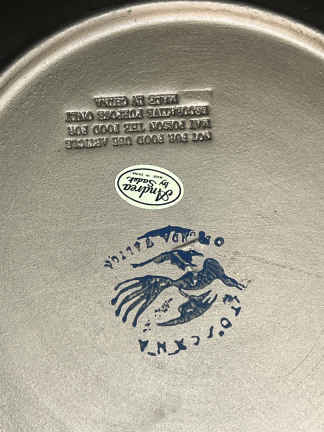 NOT FOR FOOD USE ARTICLE
MAY POISON THE FOOD FOR
DECORATIVE PURPOSE ONLY
MADE IN CHINA
Andrea
by Sadek
TOSCANA